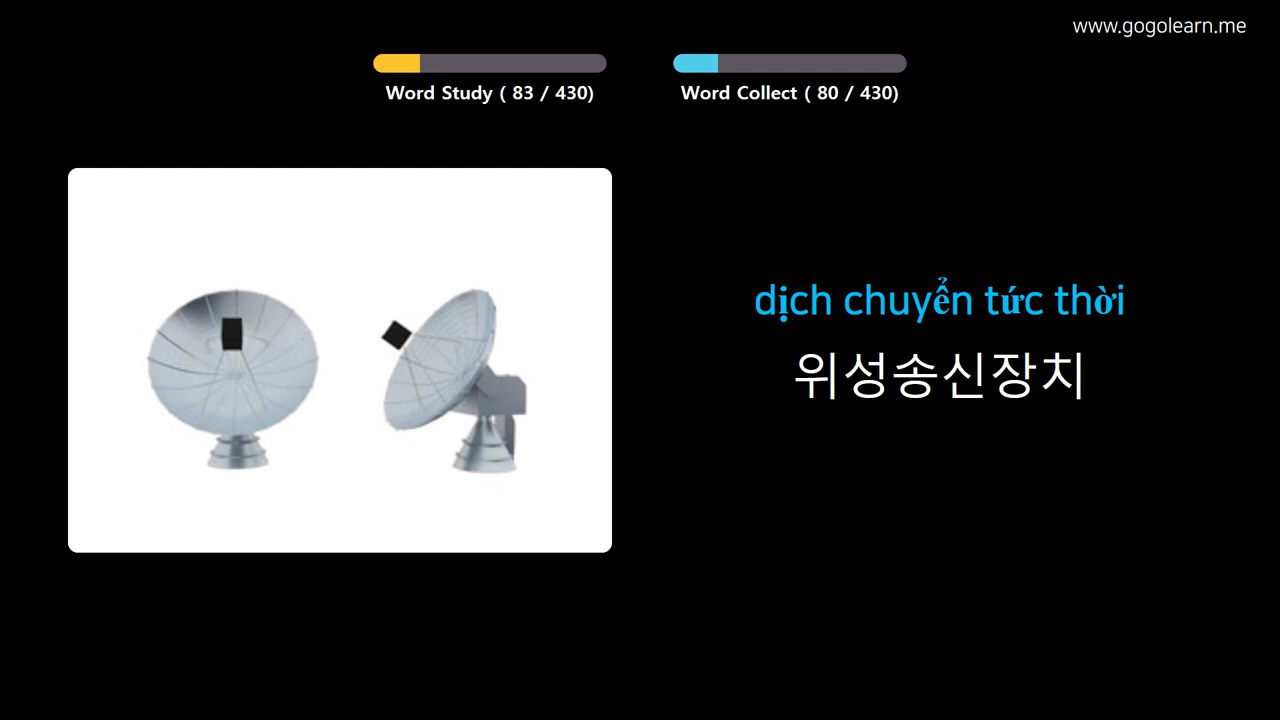 www.gogolearn.me
Word Study ( 83 / 430)
Word Collect ( 80 / 430)
dịch chuyển tức thời
위성송신장치